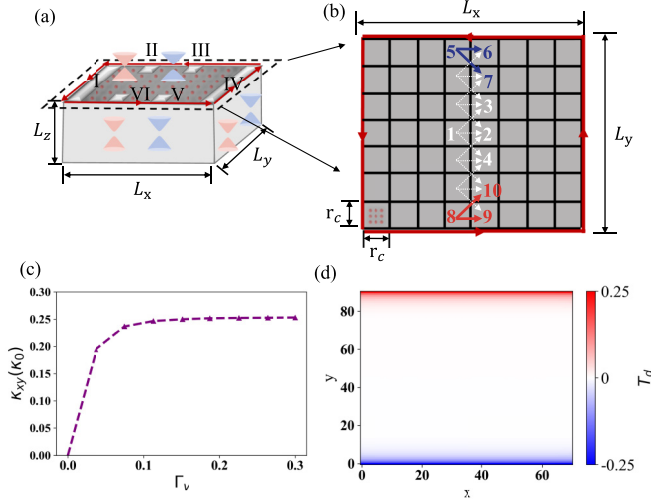 (a)
II
III
I
IV
VI
V
L_z
L_x
L_y
(b)
L_x
5
6
7
3
1
2
4
10
8
9
L_y
r_c
r_c
(c)
0.30
0.25
0.20
0.15
0.10
0.05
0.00
κ_xy(κ_0)
0.0
0.1
0.2
0.3
Γ_ν
(d)
80
60
40
20
0
y
0
20
40
60
x
0.25
0
-0.25
T_d